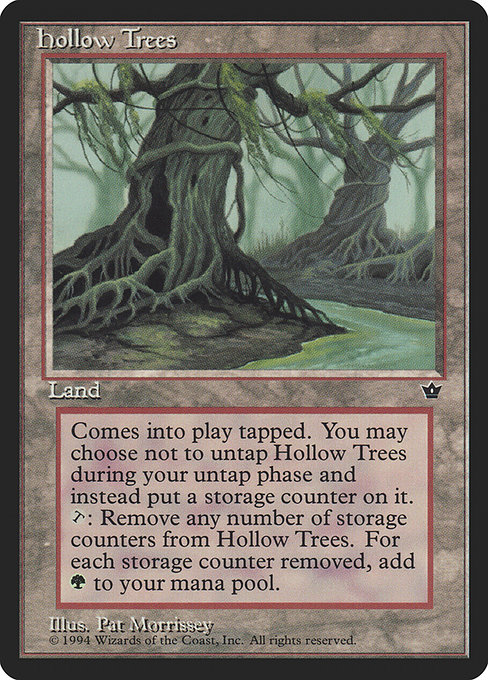 Hollow Trees
Land
Comes into play tapped. You may
choose not to untap Hollow Trees
during your untap phase and
instead put a storage counter on it.
: Remove any number of storage
counters from Hollow Trees. For
each storage counter removed, add
to your mana pool.
Illus. Pat Morrissey
© 1994 Wizards of the Coast, Inc. All rights reserved.